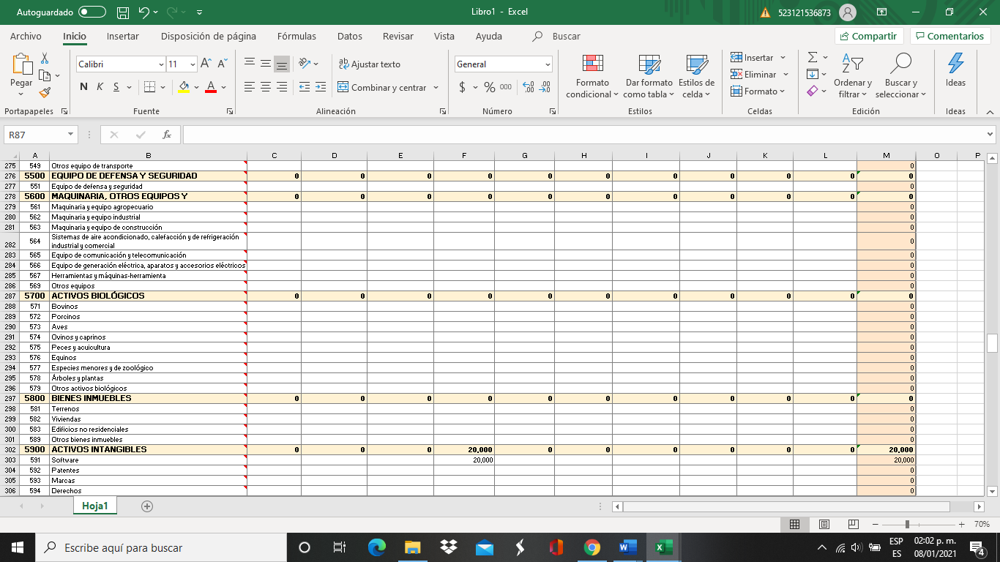 Autoguardado
Libro1 - Excel
523121536873
Archivo Inicio Insertar Disposición de página Fórmulas Datos Revisar Vista Ayuda Buscar Compartir Comentarios
Pegar
Portapapeles
Calibri 11
N K S
Fuente
Ajustar texto
Combinar y centrar
Alineación
General
$ % 000
Número
Formato condicional
Dar formato como tabla
Estilos de celda
Estilos
Insertar
Eliminar
Formato
Celdas
Ordenar y filtrar
Buscar y seleccionar
Edición
Ideas
Ideas
R87 fx
A B C D E F G H I J K L M O P
275 549 Otros equipo de transporte 0
276 5500 EQUIPO DE DEFENSA Y SEGURIDAD 0 0 0 0 0 0 0 0 0 0 0
277 551 Equipo de defensa y seguridad 0
278 5600 MAQUINARIA, OTROS EQUIPOS Y 0 0 0 0 0 0 0 0 0 0 0
279 561 Maquinaria y equipo agropecuario 0
280 562 Maquinaria y equipo industrial 0
281 563 Maquinaria y equipo de construcción 0
282 564 Sistemas de aire acondicionado, calefacción y de refrigeración
industrial y comercial 0
283 565 Equipo de comunicación y telecomunicación 0
284 566 Equipo de generación eléctrica, aparatos y accesorios eléctricos 0
285 567 Herramientas y máquinas-herramienta 0
286 569 Otros equipos 0
287 5700 ACTIVOS BIOLÓGICOS 0 0 0 0 0 0 0 0 0 0 0
288 571 Bovinos 0
289 572 Porcinos 0
290 573 Aves 0
291 574 Ovinos y caprinos 0
292 575 Peces y acuicultura 0
293 576 Equinos 0
294 577 Especies menores y de zoológico 0
295 578 Árboles y plantas 0
296 579 Otros activos biológicos 0
297 5800 BIENES INMUEBLES 0 0 0 0 0 0 0 0 0 0 0
298 581 Terrenos 0
299 582 Viviendas 0
300 583 Edificios no residenciales 0
301 589 Otros bienes inmuebles 0
302 5900 ACTIVOS INTANGIBLES 0 0 0 20,000 0 0 0 0 0 0 20,000
303 591 Software 20,000 20,000
304 592 Patentes 0
305 593 Marcas 0
306 594 Derechos 0
Hoja1
70%
Escribe aquí para buscar
ESP
ES
02:02 p. m.
08/01/2021
4